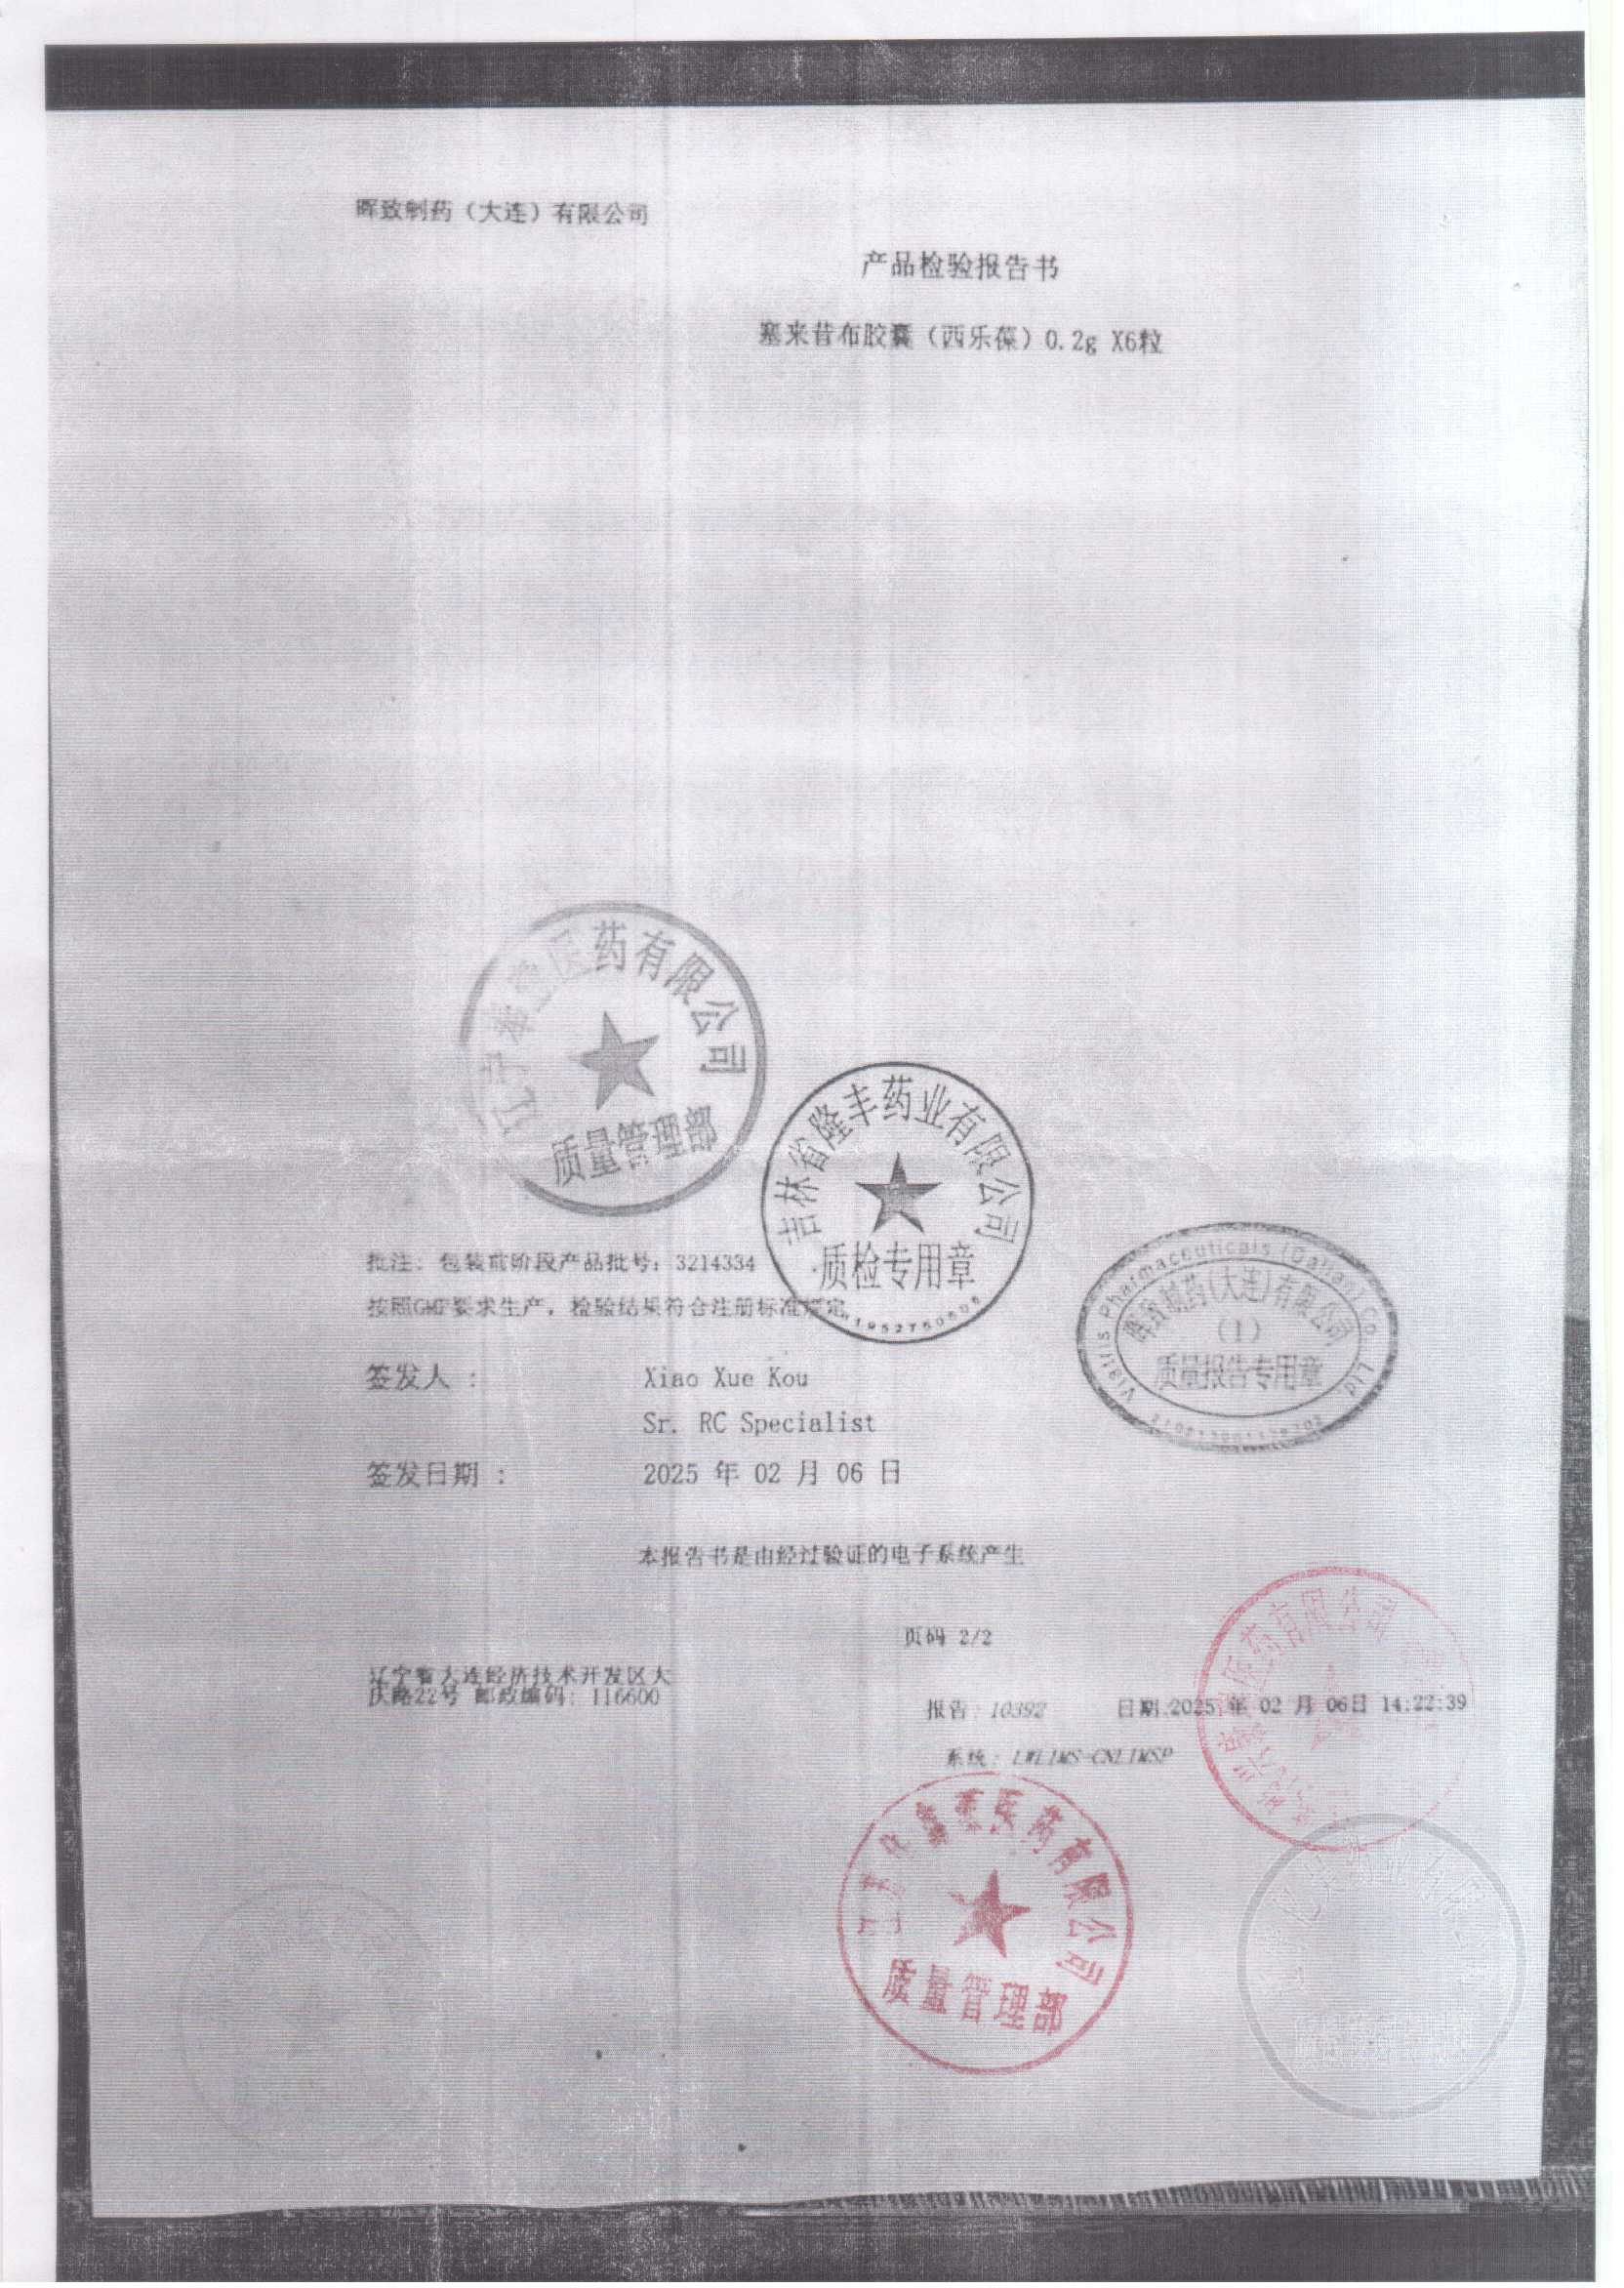 晖致制药（大连）有限公司
产品检验报告书
塞来昔布胶囊（西乐葆）0.2g X6粒
医药有限公司
质量管理部
吉林省隆丰药业有限公司
质检专用章
批注: 包装前阶段产品批号: 3214334
按照GMP要求生产，检验结果符合注册标准规定
Viatris Pharmaceuticals (Dalian) Co., Ltd.
晖致制药(大连)有限公司
(1)
质量报告专用章
签发人 : Xiao Xue Kou
Sr. RC Specialist
签发日期 : 2025 年 02 月 06 日
本报告书是由经过验证的电子系统产生
页码 2/2
辽宁省大连经济技术开发区大
庆路22号 邮政编码: 116600
报告: 10392 日期:2025 年 02 月 06日 14:22:39
系统: LWLIMS-CNLIMSP
医药有限公司
医药有限公司
质量管理部